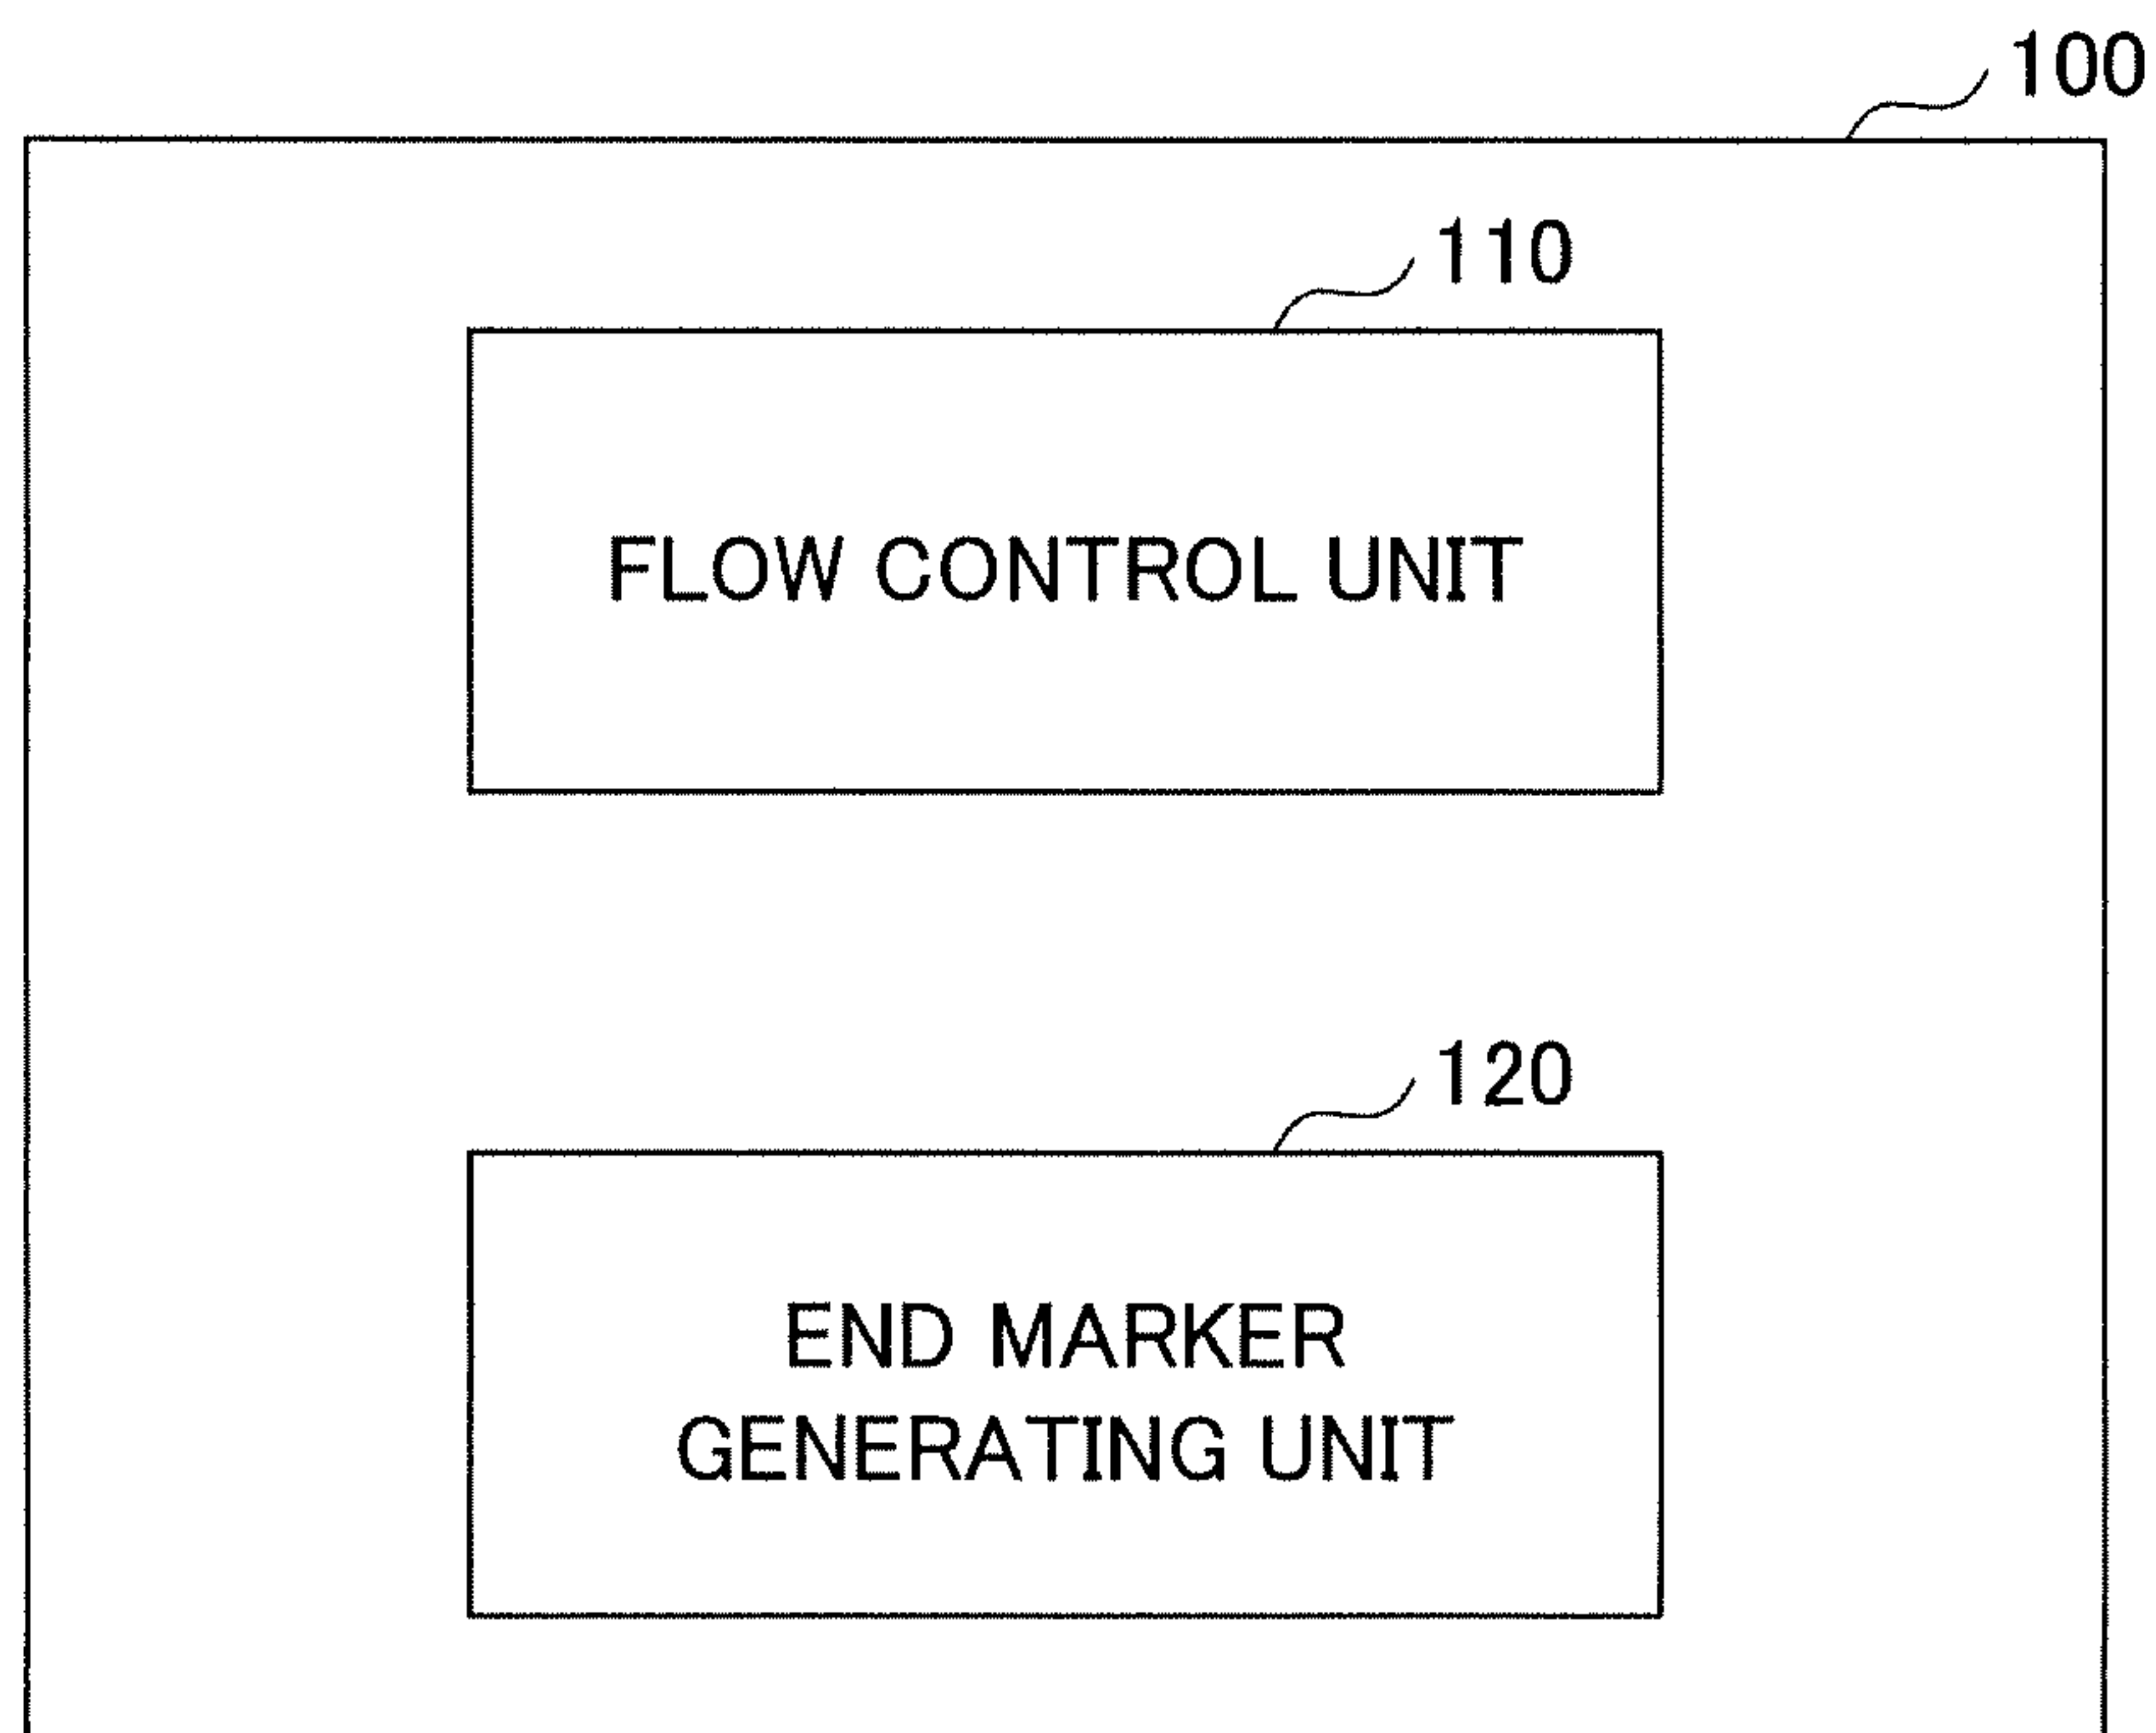 100
110
FLOW CONTROL UNIT
120
END MARKER
GENERATING UNIT